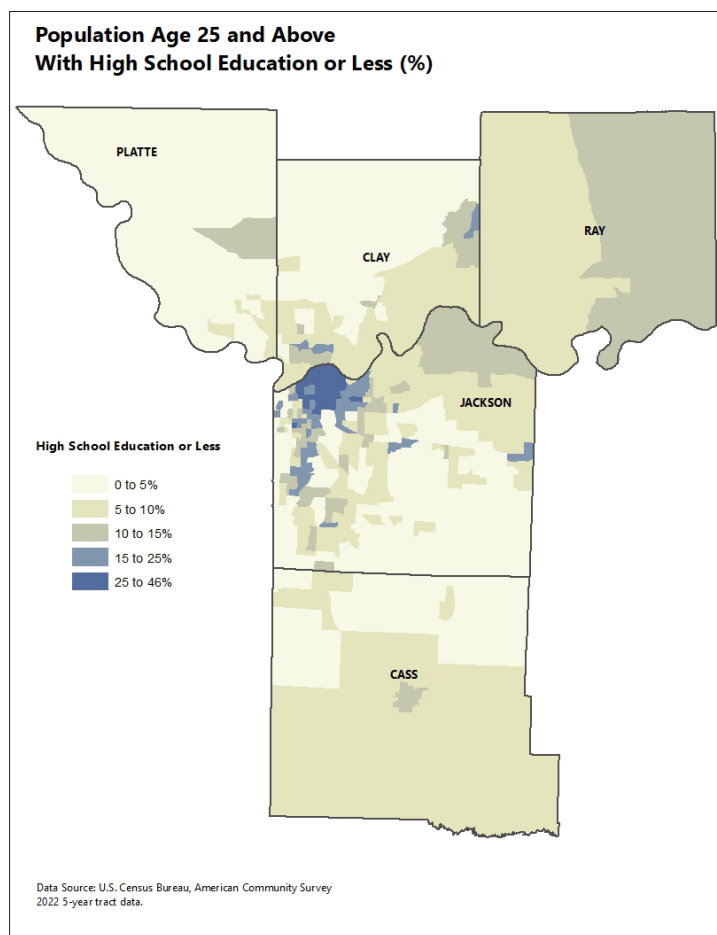 Population Age 25 and Above
With High School Education or Less (%)
PLATTE
CLAY
RAY
JACKSON
High School Education or Less
0 to 5%
5 to 10%
10 to 15%
15 to 25%
25 to 46%
CASS
Data Source: U.S. Census Bureau, American Community Survey
2022 5-year tract data.